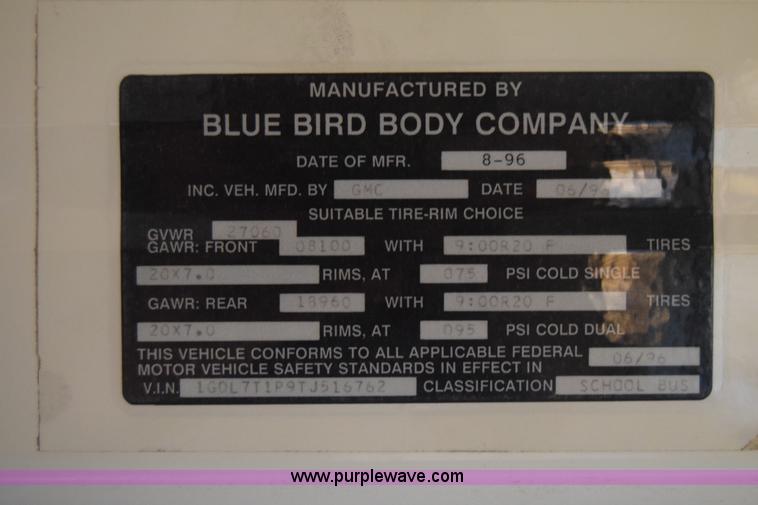 MANUFACTURED BY
BLUE BIRD BODY COMPANY
DATE OF MFR. 8-96
INC. VEH. MFD. BY GMC DATE 06/96
SUITABLE TIRE-RIM CHOICE
GVWR 27060
GAWR: FRONT 08100 WITH 9:00R20 F TIRES
20X7.0 RIMS, AT 075 PSI COLD SINGLE
GAWR: REAR 18960 WITH 9:00R20 F TIRES
20X7.0 RIMS, AT 095 PSI COLD DUAL
THIS VEHICLE CONFORMS TO ALL APPLICABLE FEDERAL 06/96
MOTOR VEHICLE SAFETY STANDARDS IN EFFECT IN
V.I.N. 1GDL7T1P9TJ516762 CLASSIFICATION SCHOOL BUS
www.purplewave.com